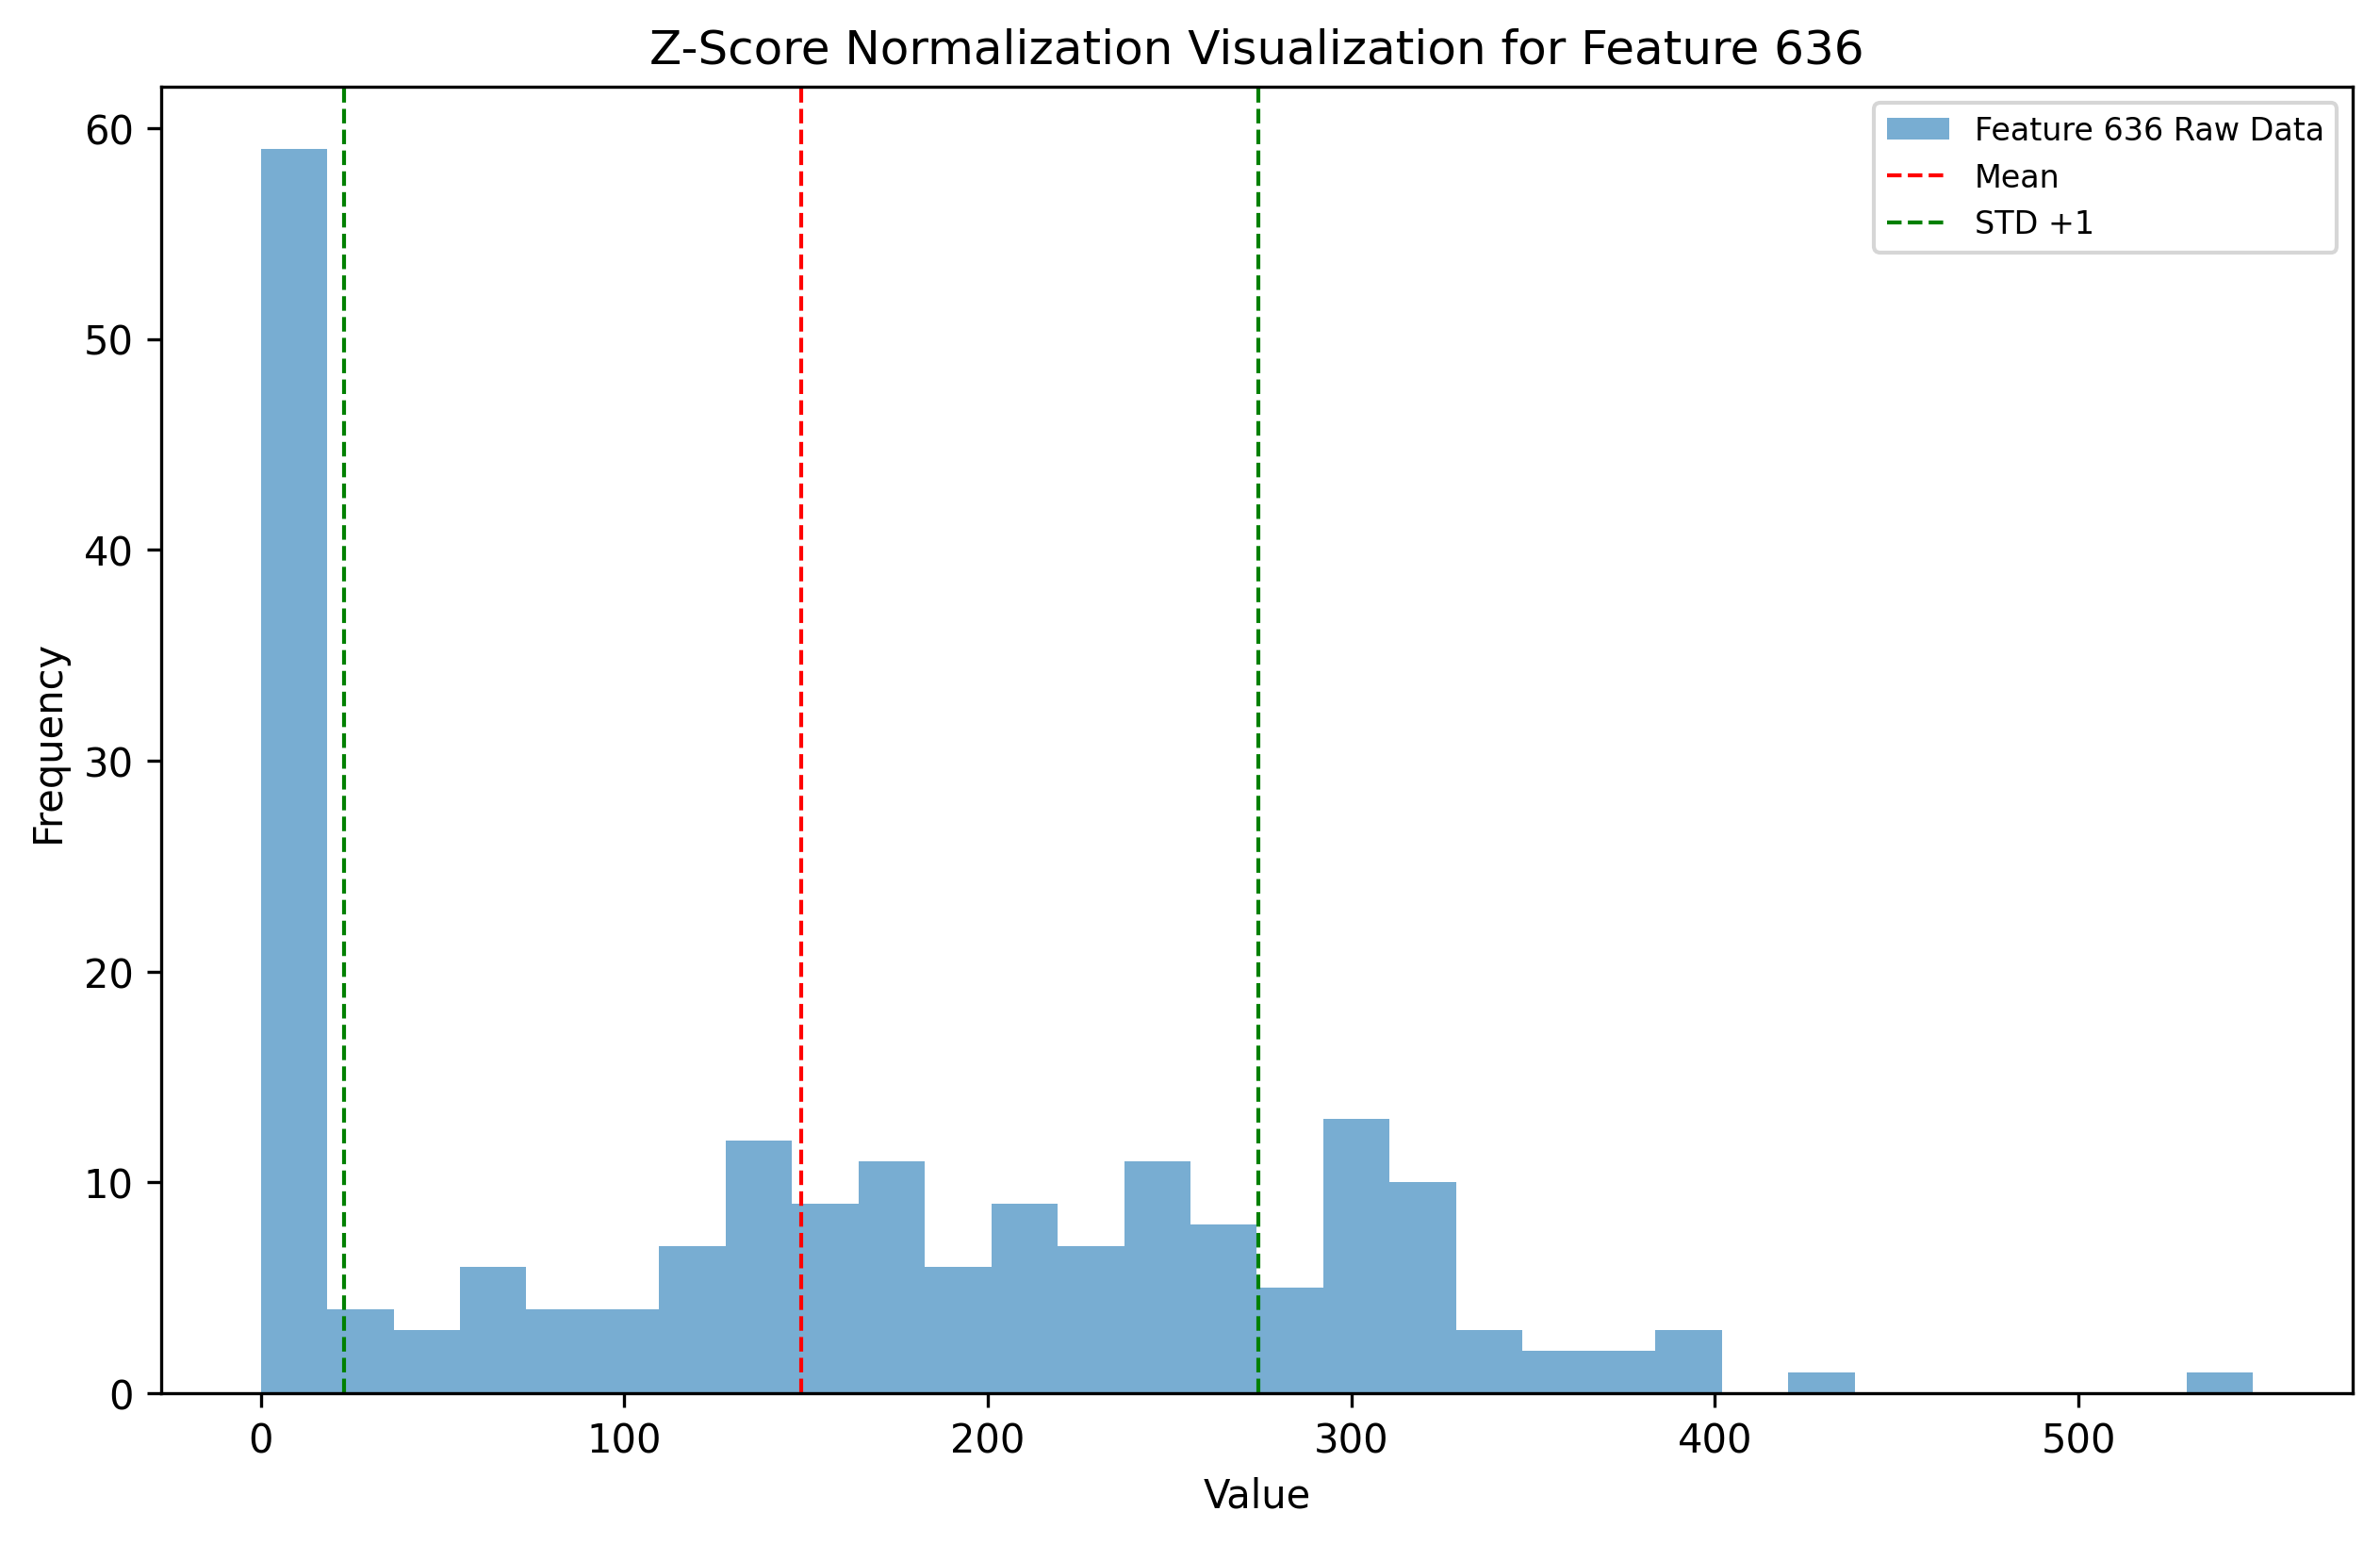 Z-Score Normalization Visualization for Feature 636
Feature 636 Raw Data
Mean
STD +1
60
50
40
30
20
10
0
Frequency
0 100 200 300 400 500
Value